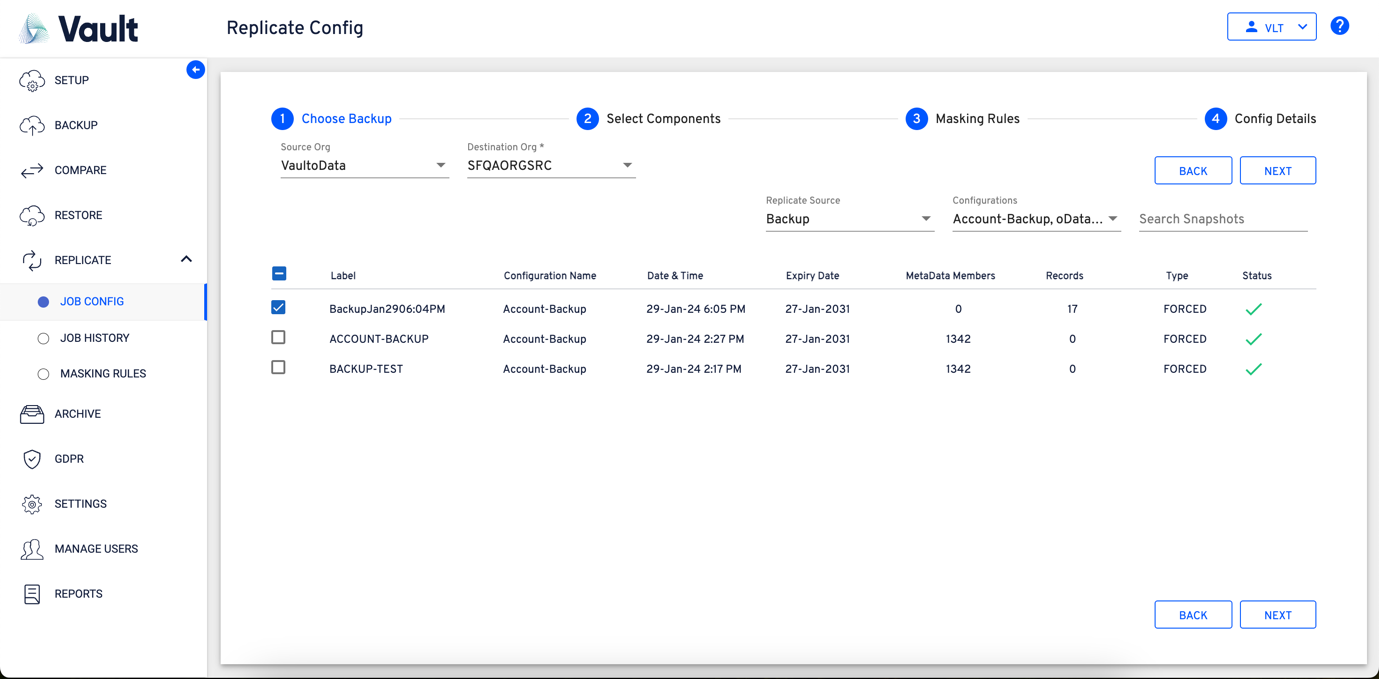 Vault
Replicate Config
VLT
?
SETUP
BACKUP
COMPARE
RESTORE
REPLICATE
JOB CONFIG
JOB HISTORY
MASKING RULES
ARCHIVE
GDPR
SETTINGS
MANAGE USERS
REPORTS
1 Choose Backup 2 Select Components 3 Masking Rules 4 Config Details
Source Org Destination Org *
VaultoData SFQAORGSRC
BACK NEXT
Replicate Source Configurations
Backup Account-Backup, oData... Search Snapshots
Label Configuration Name Date & Time Expiry Date MetaData Members Records Type Status
BackupJan2906:04PM Account-Backup 29-Jan-24 6:05 PM 27-Jan-2031 0 17 FORCED
ACCOUNT-BACKUP Account-Backup 29-Jan-24 2:27 PM 27-Jan-2031 1342 0 FORCED
BACKUP-TEST Account-Backup 29-Jan-24 2:17 PM 27-Jan-2031 1342 0 FORCED
BACK NEXT